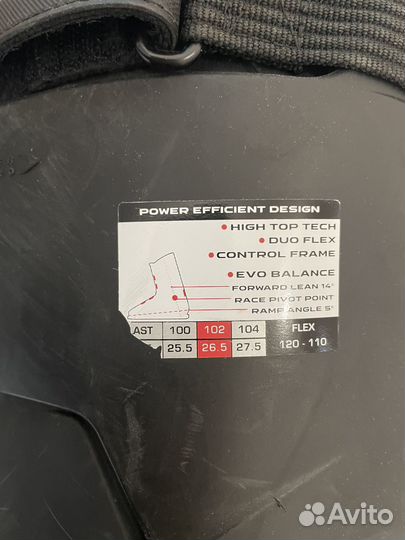 POWER EFFICIENT DESIGN
• HIGH TOP TECH
• DUO FLEX
• CONTROL FRAME
• EVO BALANCE
FORWARD LEAN 14°
RACE PIVOT POINT
RAMP ANGLE 5°
AST 100 102 104 FLEX
25.5 26.5 27.5 120 - 110
Avito